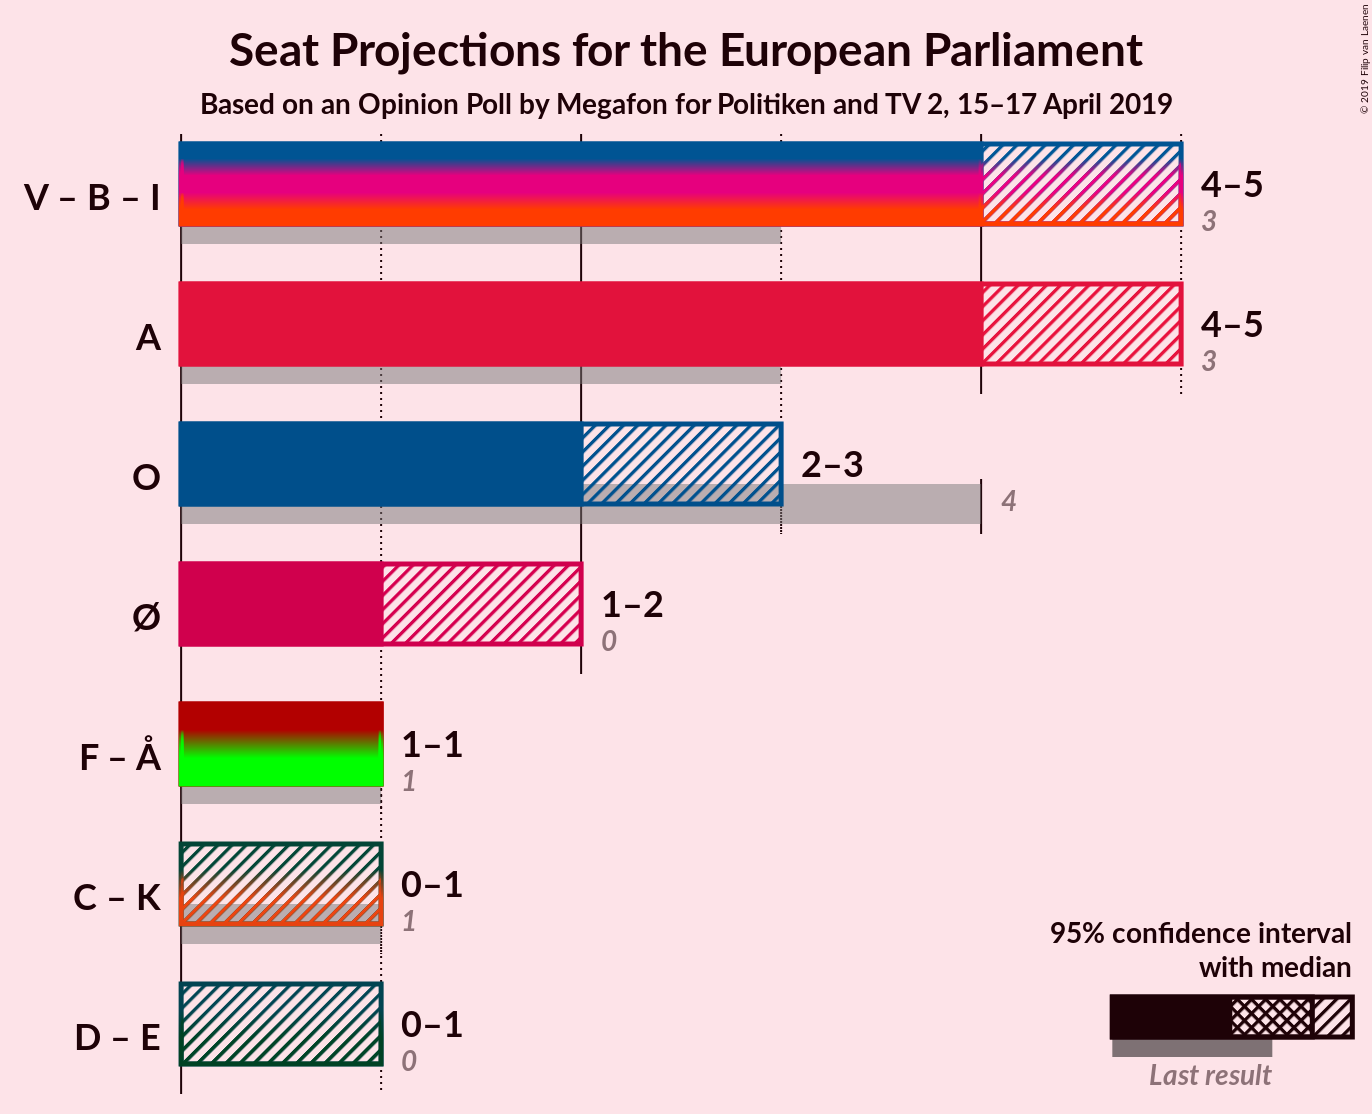 Seat Projections for the European Parliament
Based on an Opinion Poll by Megafon for Politiken and TV 2, 15–17 April 2019
© 2019 Filip van Laenen
V – B – I
4–5
3
A
4–5
3
O
2–3
4
Ø
1–2
0
F – Å
1–1
1
C – K
0–1
1
D – E
0–1
0
95% confidence interval
with median
Last result